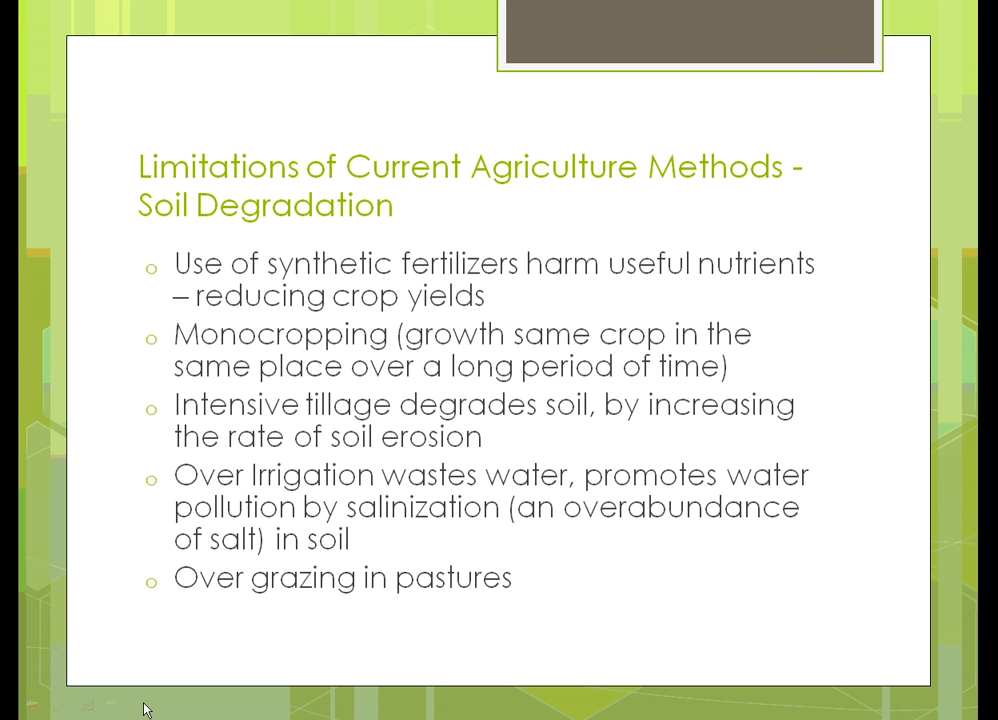 Limitations of Current Agriculture Methods -
Soil Degradation
o Use of synthetic fertilizers harm useful nutrients
– reducing crop yields
o Monocropping (growth same crop in the
same place over a long period of time)
o Intensive tillage degrades soil, by increasing
the rate of soil erosion
o Over Irrigation wastes water, promotes water
pollution by salinization (an overabundance
of salt) in soil
o Over grazing in pastures